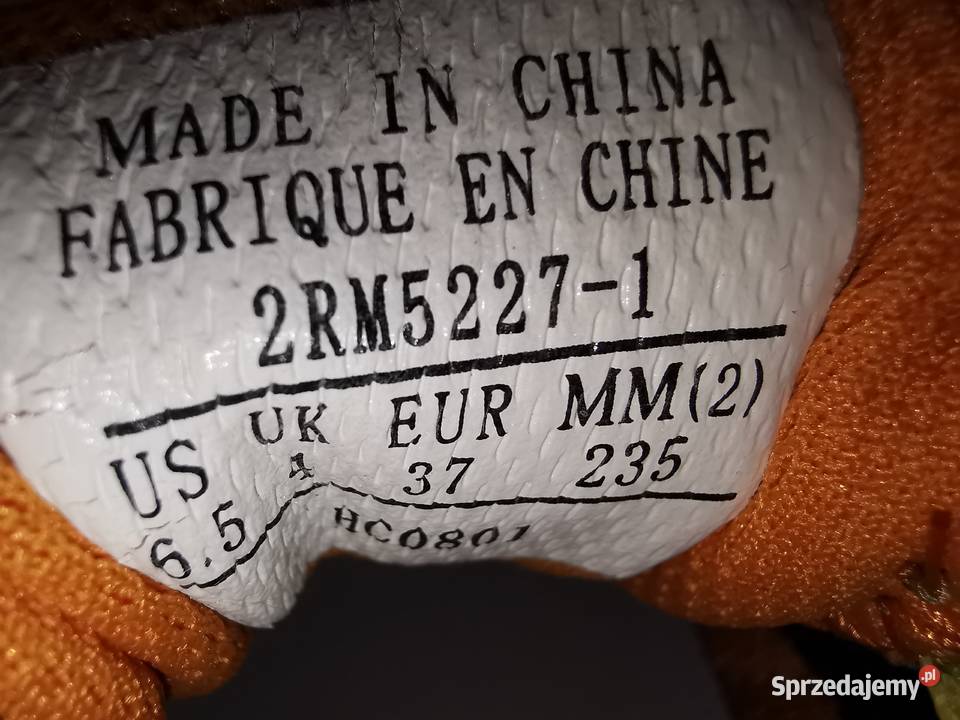 MADE IN CHINA
FABRIQUE EN CHINE
2RM5227-1
US UK EUR MM(2)
6.5 4 37 235
HC0801
Sprzedajemy.pl